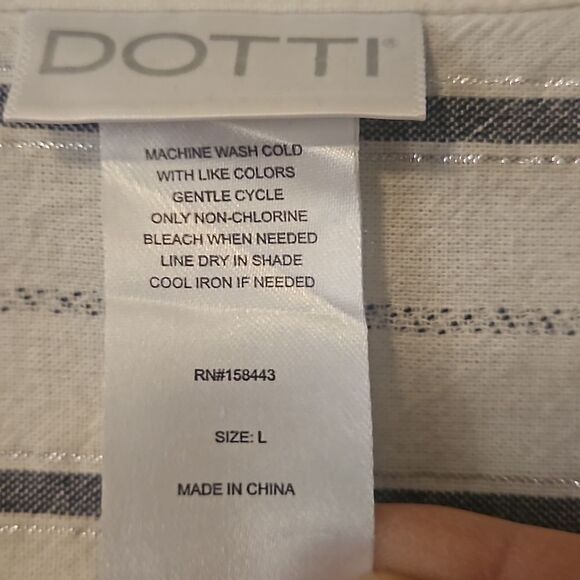 DOTTI®
MACHINE WASH COLD
WITH LIKE COLORS
GENTLE CYCLE
ONLY NON-CHLORINE
BLEACH WHEN NEEDED
LINE DRY IN SHADE
COOL IRON IF NEEDED
RN#158443
SIZE: L
MADE IN CHINA